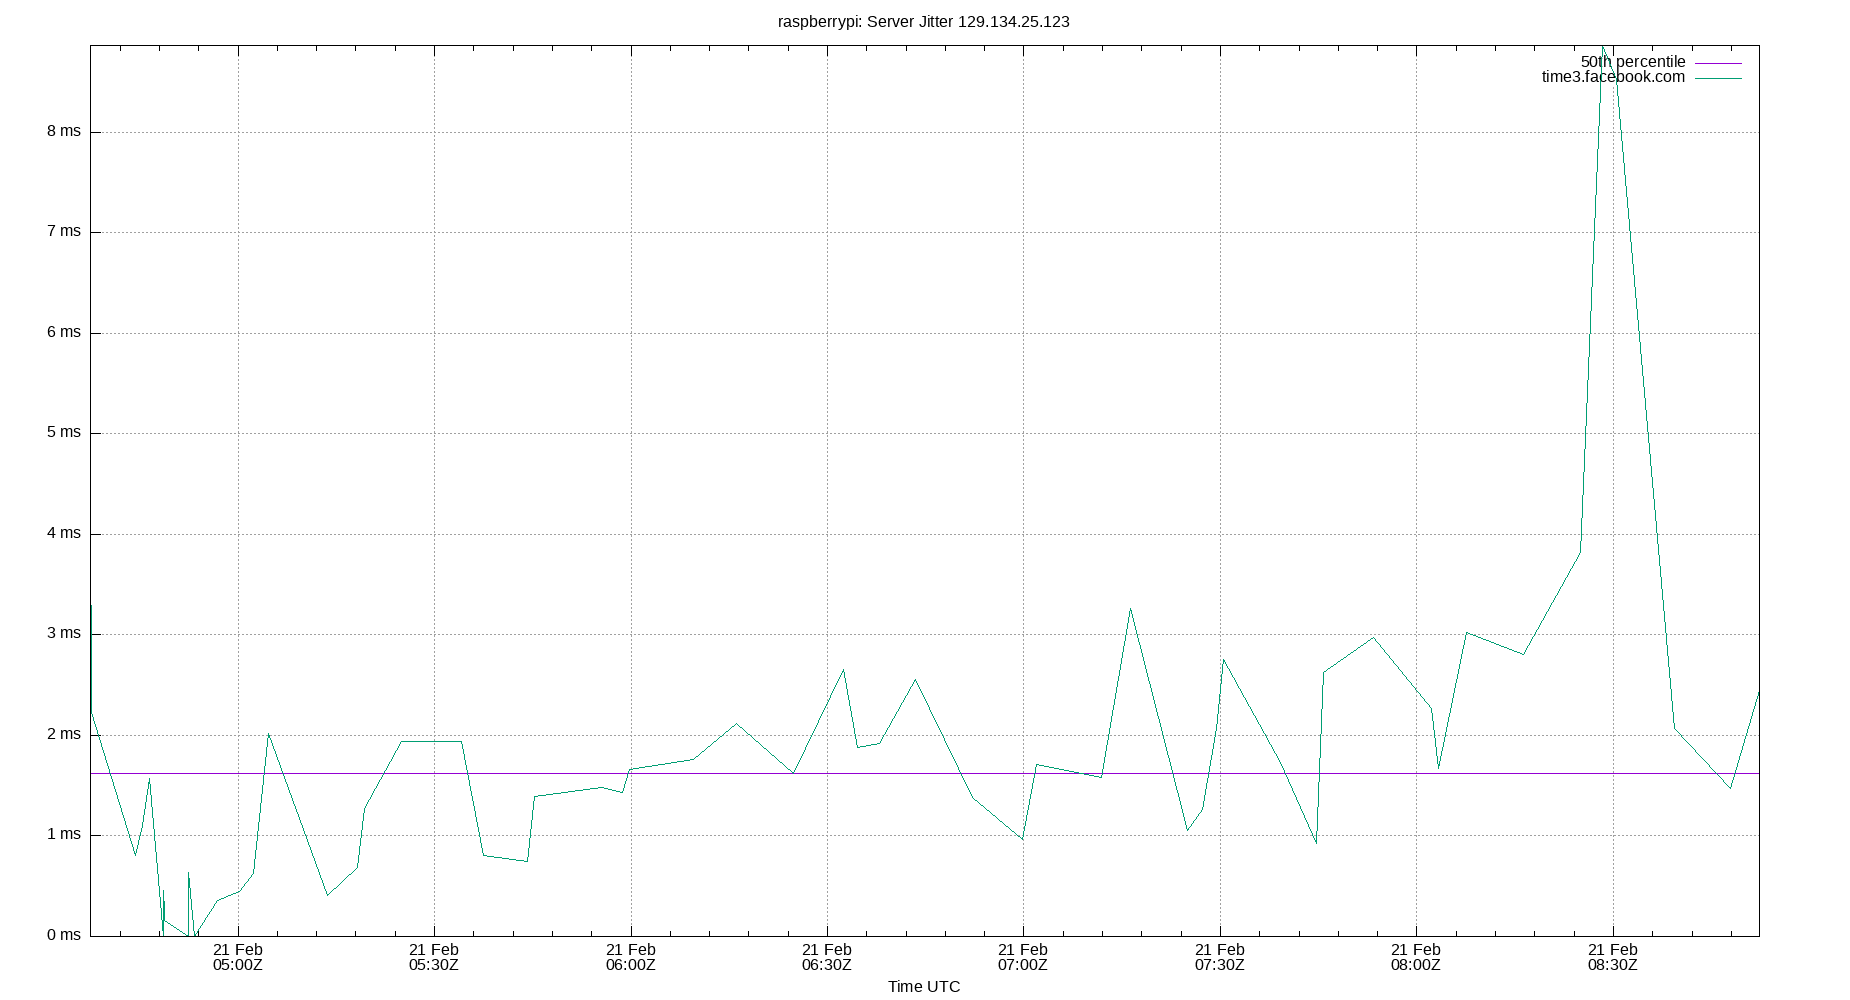 raspberrypi: Server Jitter 129.134.25.123
50th percentile
time3.facebook.com
8 ms
7 ms
6 ms
5 ms
4 ms
3 ms
2 ms
1 ms
0 ms
21 Feb 21 Feb 21 Feb 21 Feb 21 Feb 21 Feb 21 Feb 21 Feb
05:00Z 05:30Z 06:00Z 06:30Z 07:00Z 07:30Z 08:00Z 08:30Z
Time UTC